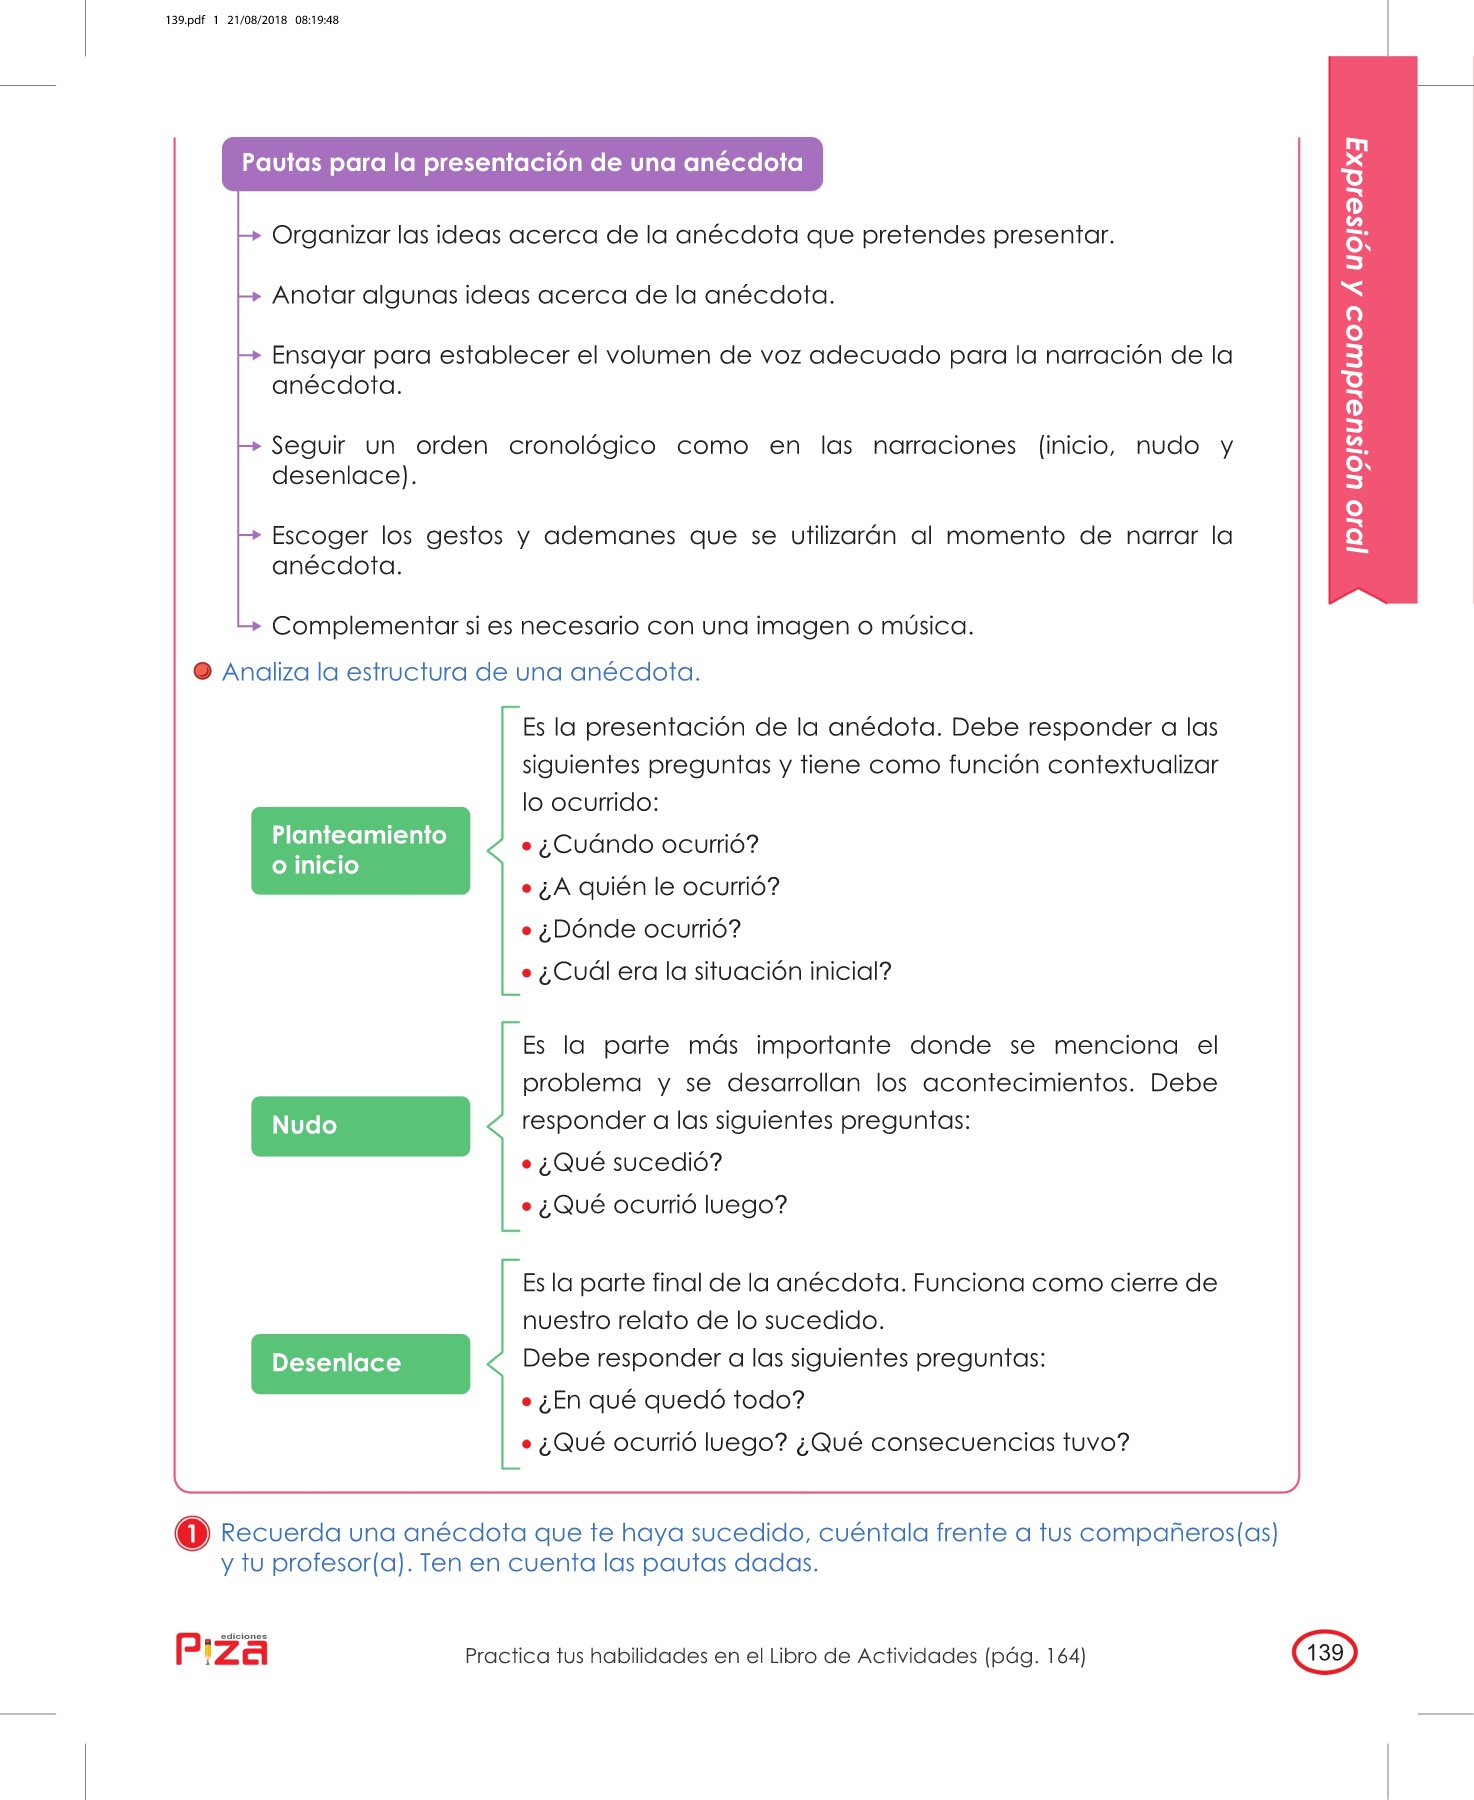 139.pdf 1 21/08/2018 08:19:48
Expresión y comprensión oral
Pautas para la presentación de una anécdota
Organizar las ideas acerca de la anécdota que pretendes presentar.
Anotar algunas ideas acerca de la anécdota.
Ensayar para establecer el volumen de voz adecuado para la narración de la
anécdota.
Seguir un orden cronológico como en las narraciones (inicio, nudo y
desenlace).
Escoger los gestos y ademanes que se utilizarán al momento de narrar la
anécdota.
Complementar si es necesario con una imagen o música.
Analiza la estructura de una anécdota.
Planteamiento
o inicio
Es la presentación de la anédota. Debe responder a las
siguientes preguntas y tiene como función contextualizar
lo ocurrido:
• ¿Cuándo ocurrió?
• ¿A quién le ocurrió?
• ¿Dónde ocurrió?
• ¿Cuál era la situación inicial?
Nudo
Es la parte más importante donde se menciona el
problema y se desarrollan los acontecimientos. Debe
responder a las siguientes preguntas:
• ¿Qué sucedió?
• ¿Qué ocurrió luego?
Desenlace
Es la parte final de la anécdota. Funciona como cierre de
nuestro relato de lo sucedido.
Debe responder a las siguientes preguntas:
• ¿En qué quedó todo?
• ¿Qué ocurrió luego? ¿Qué consecuencias tuvo?
1 Recuerda una anécdota que te haya sucedido, cuéntala frente a tus compañeros(as)
y tu profesor(a). Ten en cuenta las pautas dadas.
ediciones
Piza
Practica tus habilidades en el Libro de Actividades (pág. 164)
139